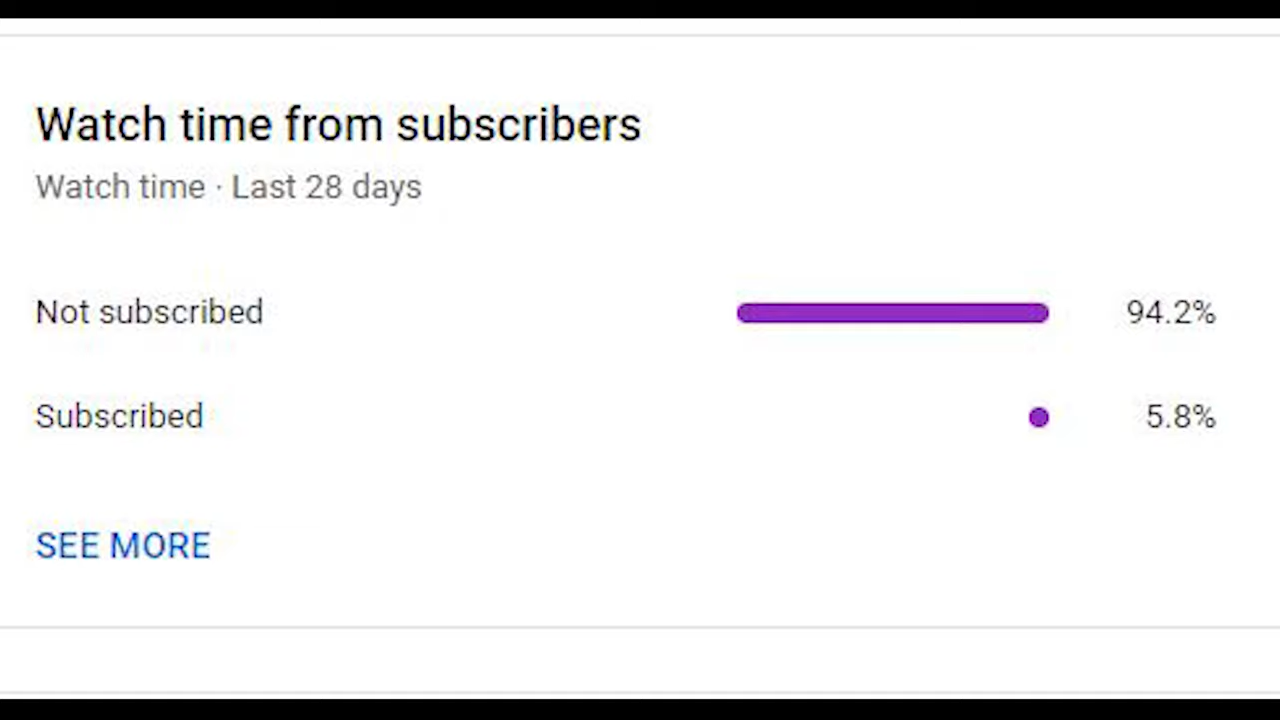 Watch time from subscribers
Watch time · Last 28 days
Not subscribed 94.2%
Subscribed 5.8%
SEE MORE